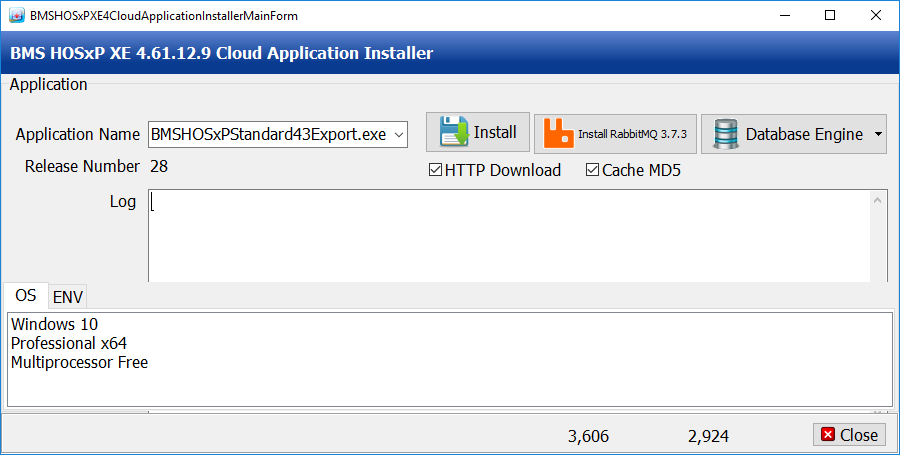 BMSHOSxPXE4CloudApplicationInstallerMainForm
BMS HOSxP XE 4.61.12.9 Cloud Application Installer
Application
Application Name BMSHOSxPStandard43Export.exe Install Install RabbitMQ 3.7.3 Database Engine
Release Number 28 HTTP Download Cache MD5
Log
OS ENV
Windows 10
Professional x64
Multiprocessor Free
3,606 2,924 Close